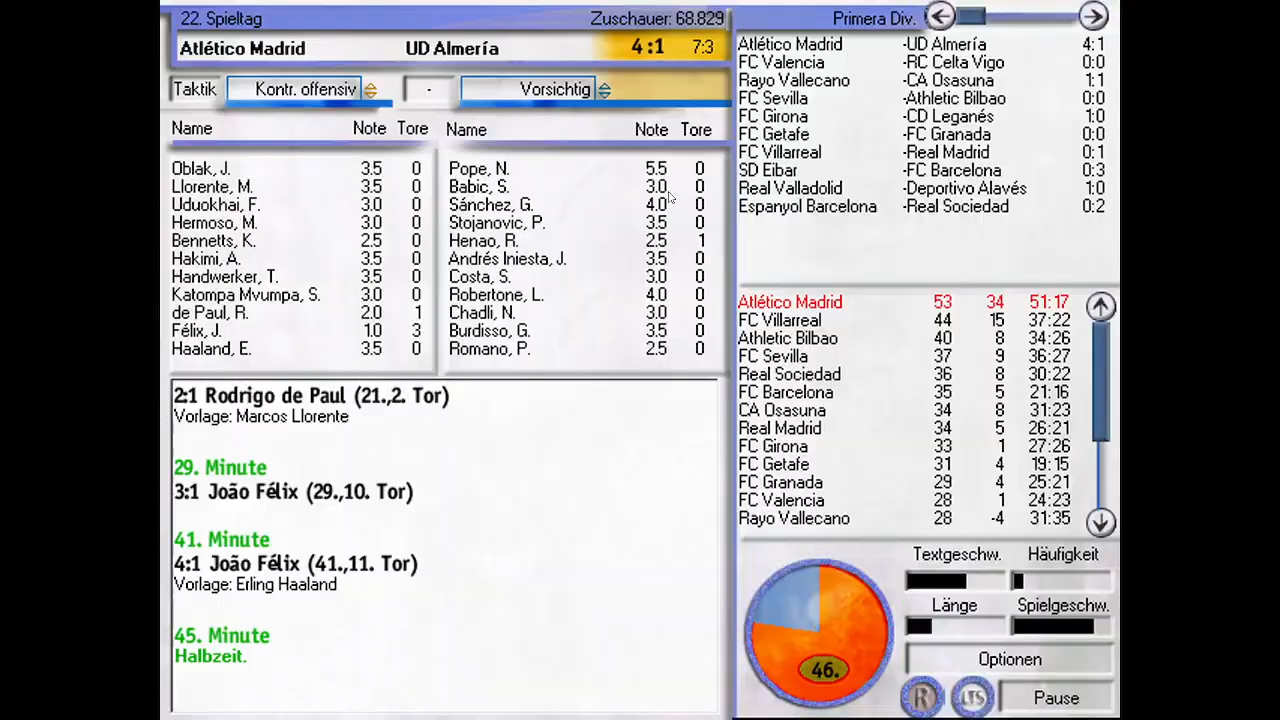 22. Spieltag Zuschauer: 68.829
Atlético Madrid UD Almería 4:1 7:3
Taktik Kontr. offensiv - Vorsichtig
Name Note Tore Name Note Tore
Oblak, J. 3.5 0 Pope, N. 5.5 0
Llorente, M. 3.5 0 Babic, S. 3.0 0
Uduokhai, F. 3.0 0 Sánchez, G. 4.0 0
Hermoso, M. 3.0 0 Stojanovic, P. 3.5 0
Bennetts, K. 2.5 0 Henao, R. 2.5 1
Hakimi, A. 3.5 0 Andrés Iniesta, J. 3.5 0
Handwerker, T. 3.5 0 Costa, S. 3.0 0
Katompa Mvumpa, S. 3.0 0 Robertone, L. 4.0 0
de Paul, R. 2.0 1 Chadli, N. 3.0 0
Félix, J. 1.0 3 Burdisso, G. 3.5 0
Haaland, E. 3.5 0 Romano, P. 2.5 0
2:1 Rodrigo de Paul (21.,2. Tor)
Vorlage: Marcos Llorente
29. Minute
3:1 João Félix (29.,10. Tor)
41. Minute
4:1 João Félix (41.,11. Tor)
Vorlage: Erling Haaland
45. Minute
Halbzeit.
Primera Div.
Atlético Madrid -UD Almería 4:1
FC Valencia -RC Celta Vigo 0:0
Rayo Vallecano -CA Osasuna 1:1
FC Sevilla -Athletic Bilbao 0:0
FC Girona -CD Leganés 1:0
FC Getafe -FC Granada 0:0
FC Villarreal -Real Madrid 0:1
SD Eibar -FC Barcelona 0:3
Real Valladolid -Deportivo Alavés 1:0
Espanyol Barcelona -Real Sociedad 0:2
Atlético Madrid 53 34 51:17
FC Villarreal 44 15 37:22
Athletic Bilbao 40 8 34:26
FC Sevilla 37 9 36:27
Real Sociedad 36 8 30:22
FC Barcelona 35 5 21:16
CA Osasuna 34 8 31:23
Real Madrid 34 5 26:21
FC Girona 33 1 27:26
FC Getafe 31 4 19:15
FC Granada 29 4 25:21
FC Valencia 28 1 24:23
Rayo Vallecano 28 -4 31:35
Textgeschw. Häufigkeit
Länge Spielgeschw.
46.
Optionen
R LTS Pause